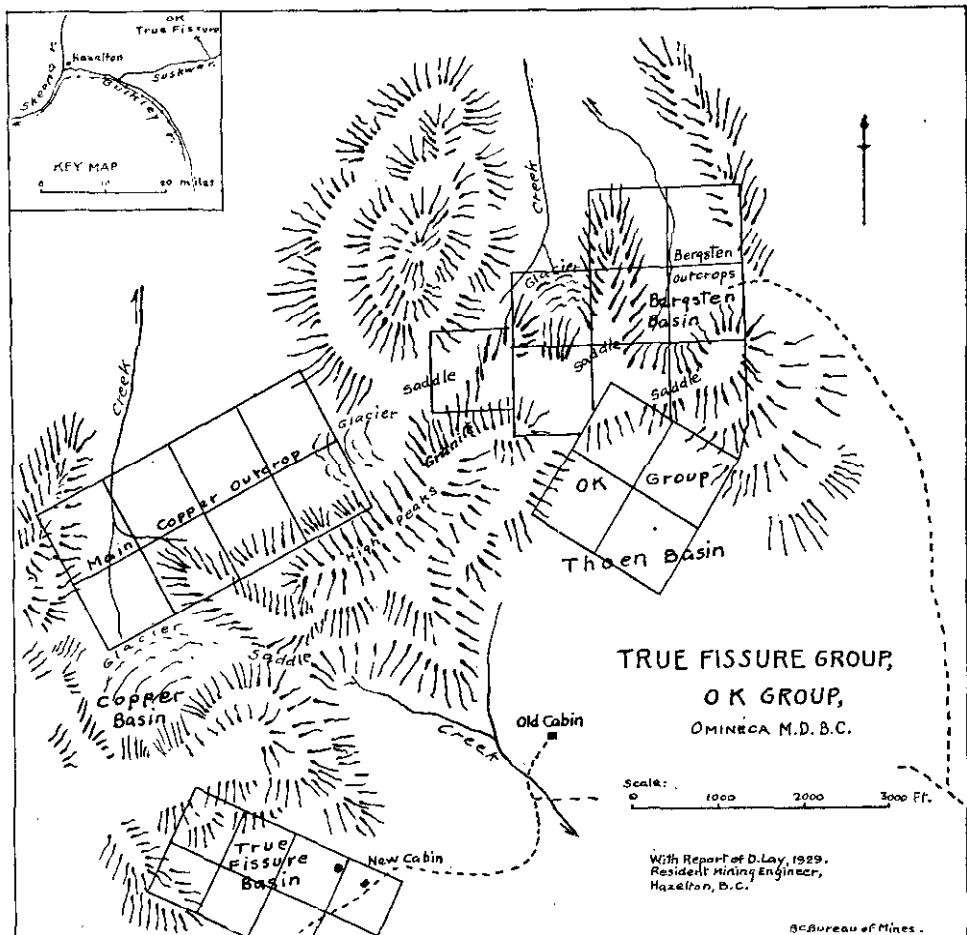 OK
True Fissure
Hazelton
Skeena R.
Suskwa R.
Bulkley R.
KEY MAP
0 10 20 miles
Creek
Glacier
Bergsten
outcrops
Bergsten
Basin
Saddle
Saddle
Saddle
Creek
Glacier
Granite
High Peaks
Main Copper Outcrop
OK Group
Thoen Basin
Glacier
Saddle
Copper
Basin
Creek
Old Cabin
TRUE FISSURE GROUP,
OK GROUP,
OMINECA M.D. B.C.
Scale:
0 1000 2000 3000 Ft.
True
Fissure
Basin
New Cabin
With Report of D. Lay, 1929.
Resident Mining Engineer,
Hazelton, B.C.
BC Bureau of Mines.